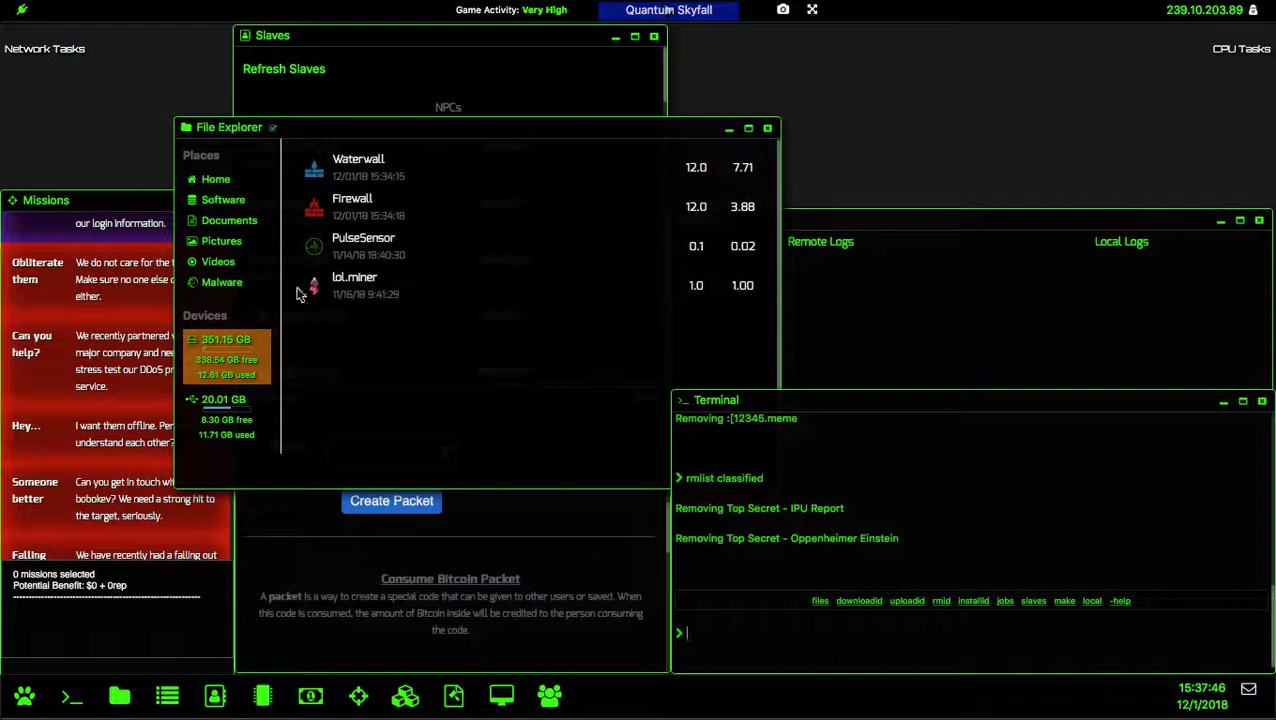 Game Activity: Very High
Quantum Skyfall
239.10.203.89
Network Tasks
CPU Tasks
Slaves
Refresh Slaves
NPCs
File Explorer
Places
Home
Software
Documents
Pictures
Videos
Malware
Devices
351.15 GB
338.54 GB free
12.61 GB used
20.01 GB
8.30 GB free
11.71 GB used
Waterwall 12.0 7.71
12/01/18 15:34:15
Firewall 12.0 3.88
12/01/18 15:34:18
PulseSensor 0.1 0.02
11/14/18 18:40:30
lol.miner 1.0 1.00
11/16/18 9:41:29
Missions
our login information.
Obliterate them
We do not care for the
Make sure no one else
either.
Can you help?
We recently partnered
major company and nee
stress test our DDoS pr
service.
Hey...
I want them offline. Per
understand each other?
Someone better
Can you get in touch wit
bobokev? We need a strong hit to
the target, seriously.
Falling
We have recently had a falling out
0 missions selected
Potential Benefit: $0 + 0rep
Create Packet
Consume Bitcoin Packet
A packet is a way to create a special code that can be given to other users or saved. When
this code is consumed, the amount of Bitcoin inside will be credited to the person consuming
the code.
Remote Logs
Local Logs
Terminal
Removing :[12345.meme
> rmlist classified
Removing Top Secret - IPU Report
Removing Top Secret - Oppenheimer Einstein
files downloadid uploadid rmid installid jobs slaves make local -help
>
15:37:46
12/1/2018